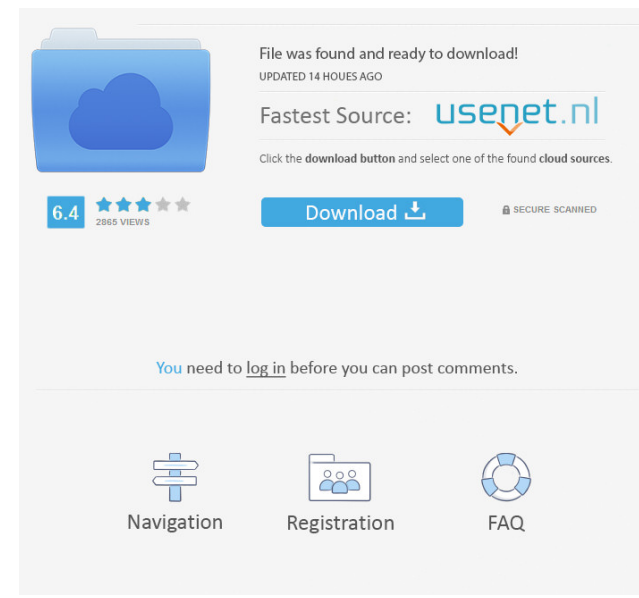 File was found and ready to download!
UPDATED 14 HOUES AGO
Fastest Source: usenet.nl
Click the download button and select one of the found cloud sources.
6.4
2865 VIEWS
Download
SECURE SCANNED
You need to log in before you can post comments.
Navigation
Registration
FAQ